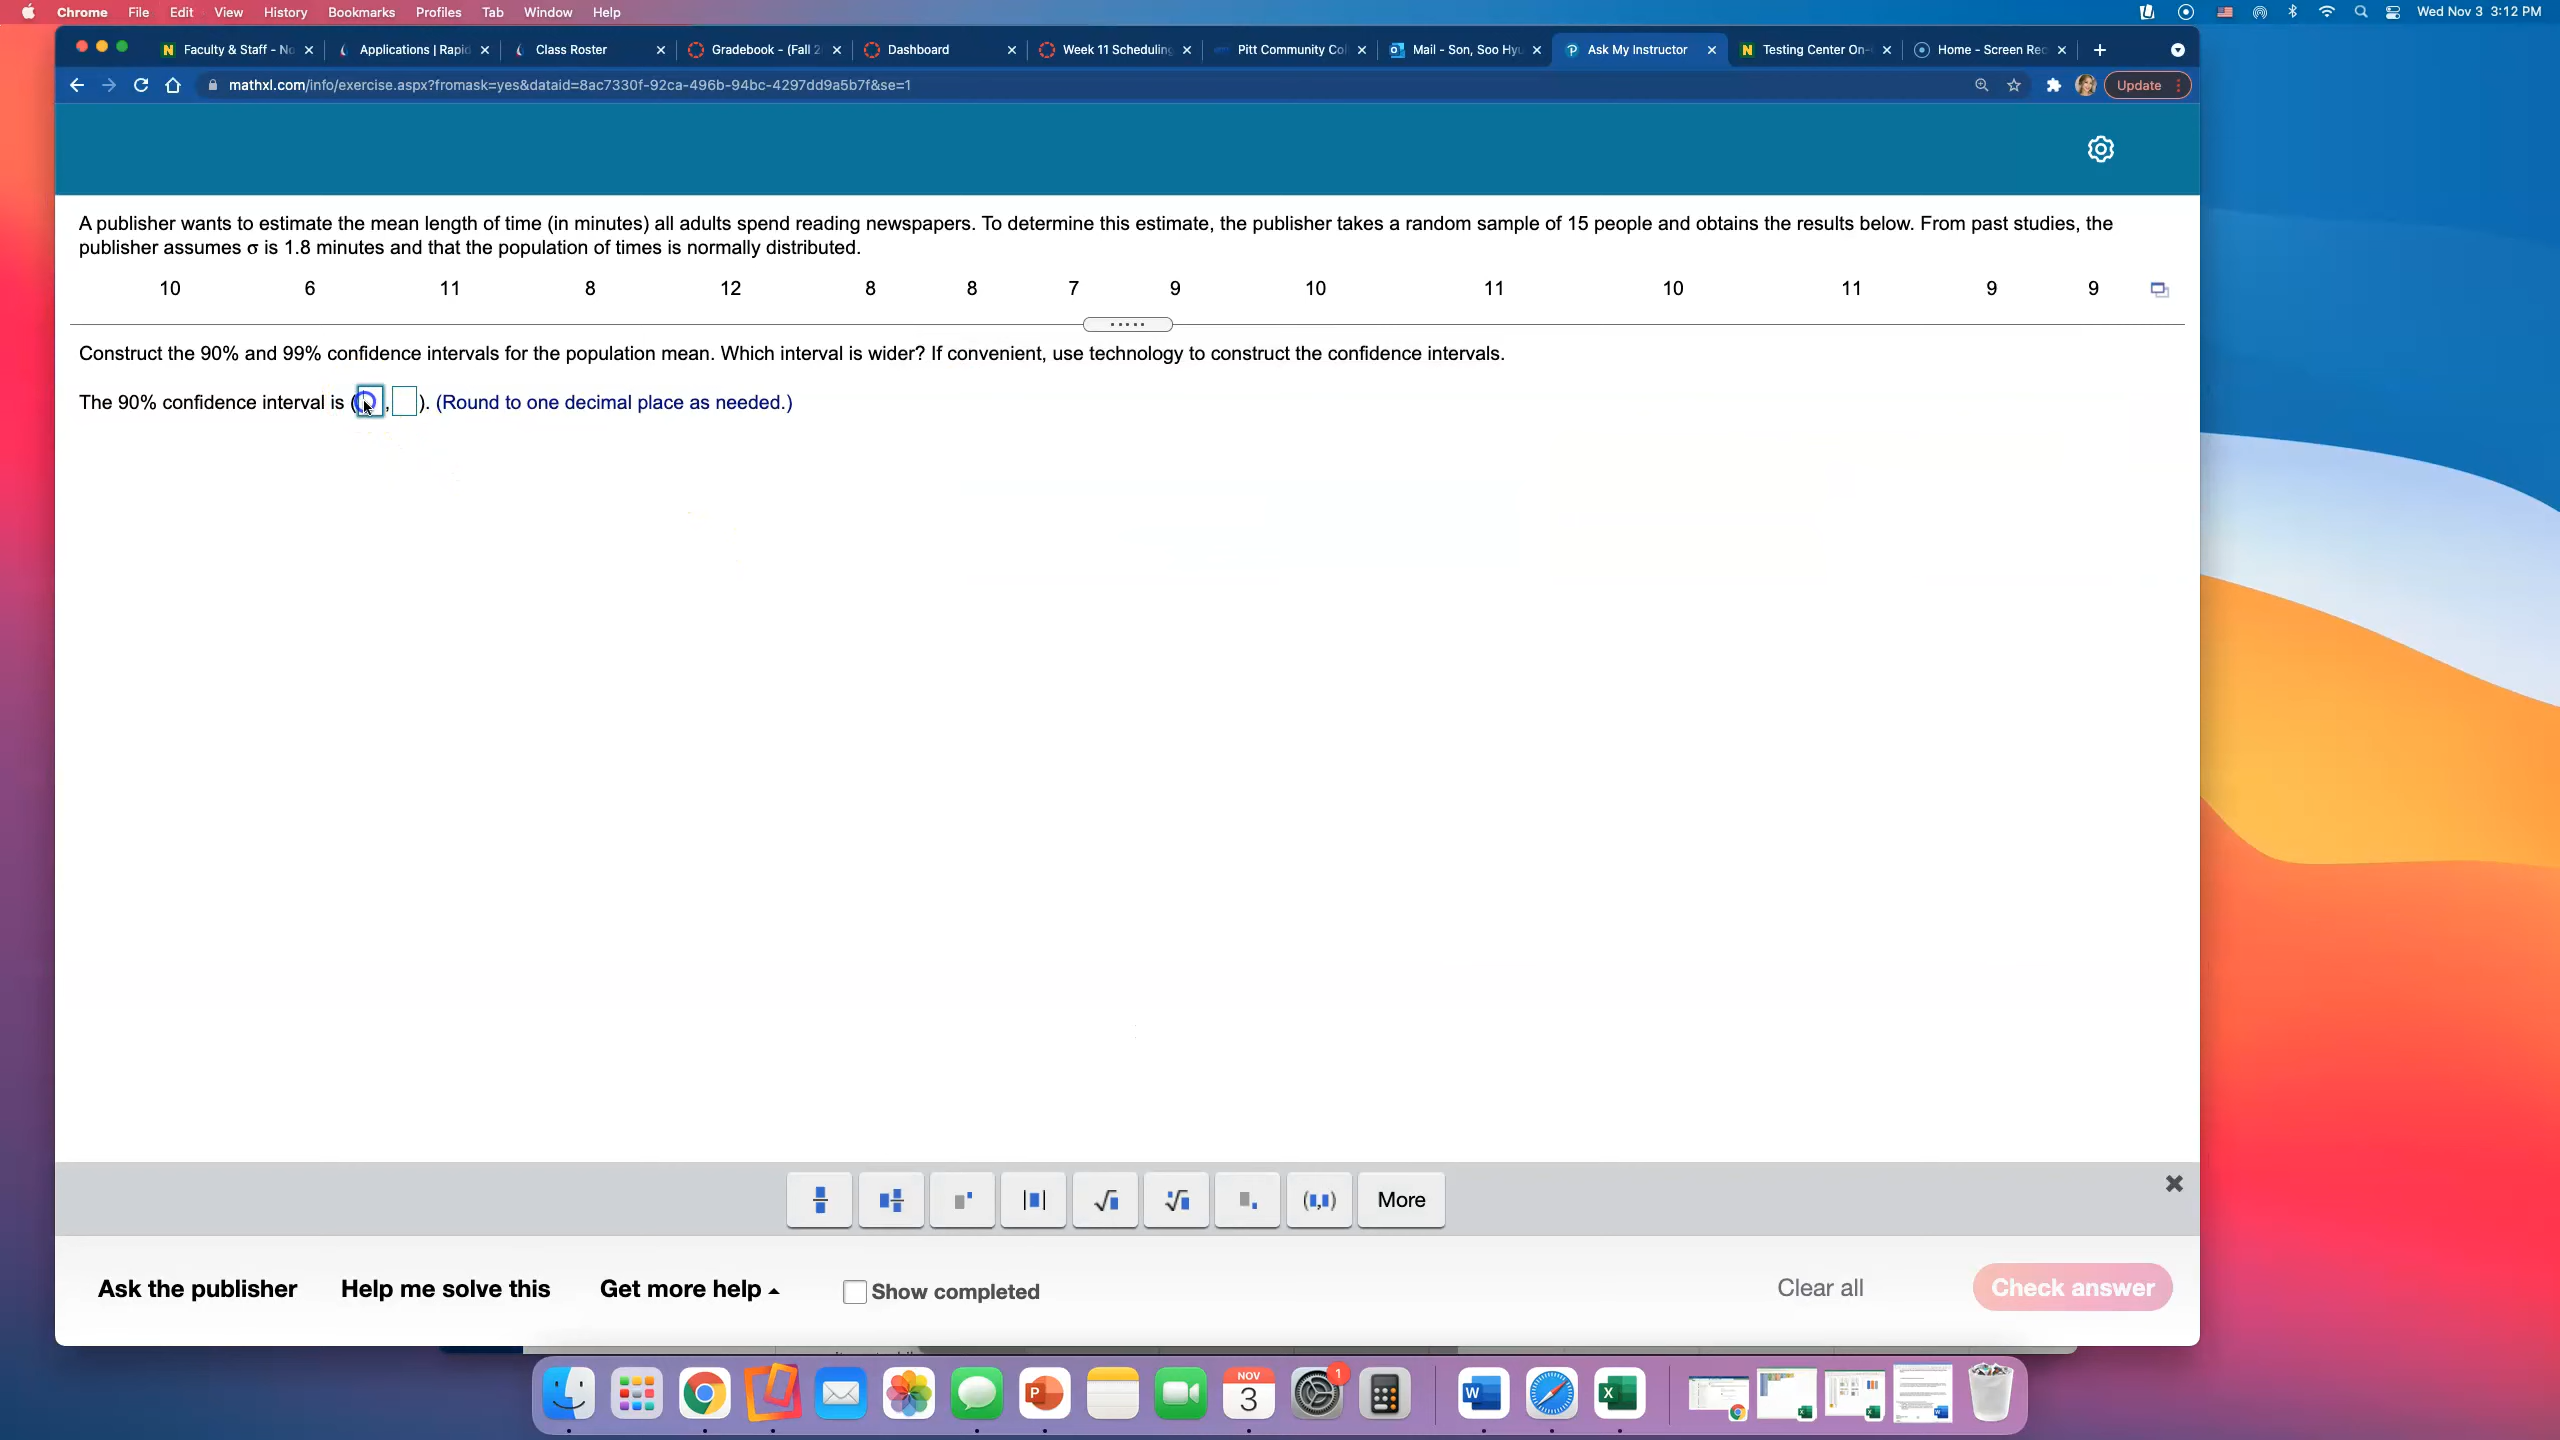 Chrome File Edit View History Bookmarks Profiles Tab Window Help Wed Nov 3 3:12 PM
Faculty & Staff - No Applications | Rapid Class Roster Gradebook - (Fall 2 Dashboard Week 11 Scheduling Pitt Community Co Mail - Son, Soo Hyu Ask My Instructor Testing Center On- Home - Screen Rec
mathxl.com/info/exercise.aspx?fromask=yes&dataid=8ac7330f-92ca-496b-94bc-4297dd9a5b7f&se=1 Update
A publisher wants to estimate the mean length of time (in minutes) all adults spend reading newspapers. To determine this estimate, the publisher takes a random sample of 15 people and obtains the results below. From past studies, the
publisher assumes σ is 1.8 minutes and that the population of times is normally distributed.
10 6 11 8 12 8 8 7 9 10 11 10 11 9 9
Construct the 90% and 99% confidence intervals for the population mean. Which interval is wider? If convenient, use technology to construct the confidence intervals.
The 90% confidence interval is ( , ). (Round to one decimal place as needed.)
More
Ask the publisher Help me solve this Get more help Show completed Clear all Check answer
NOV
3
1